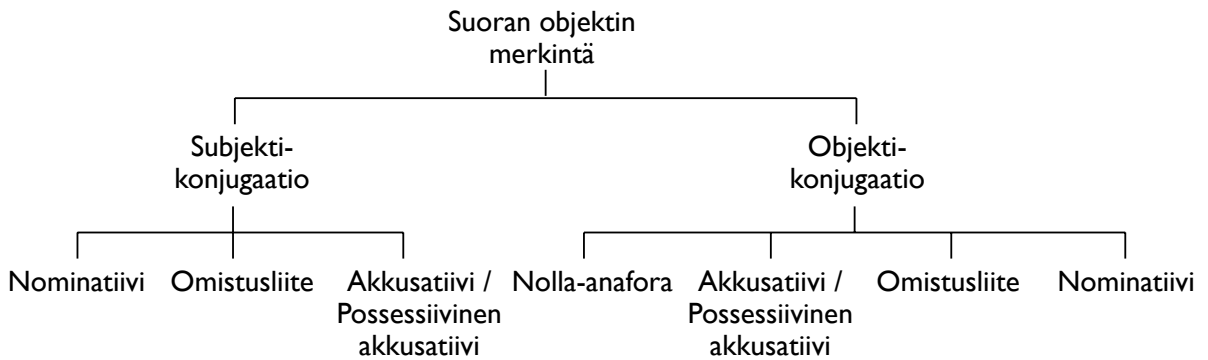 Suoran objektin
merkintä
Subjekti-
konjugaatio
Objekti-
konjugaatio
Nominatiivi
Omistusliite
Akkusatiivi /
Possessiivinen
akkusatiivi
Nolla-anafora
Akkusatiivi /
Possessiivinen
akkusatiivi
Omistusliite
Nominatiivi